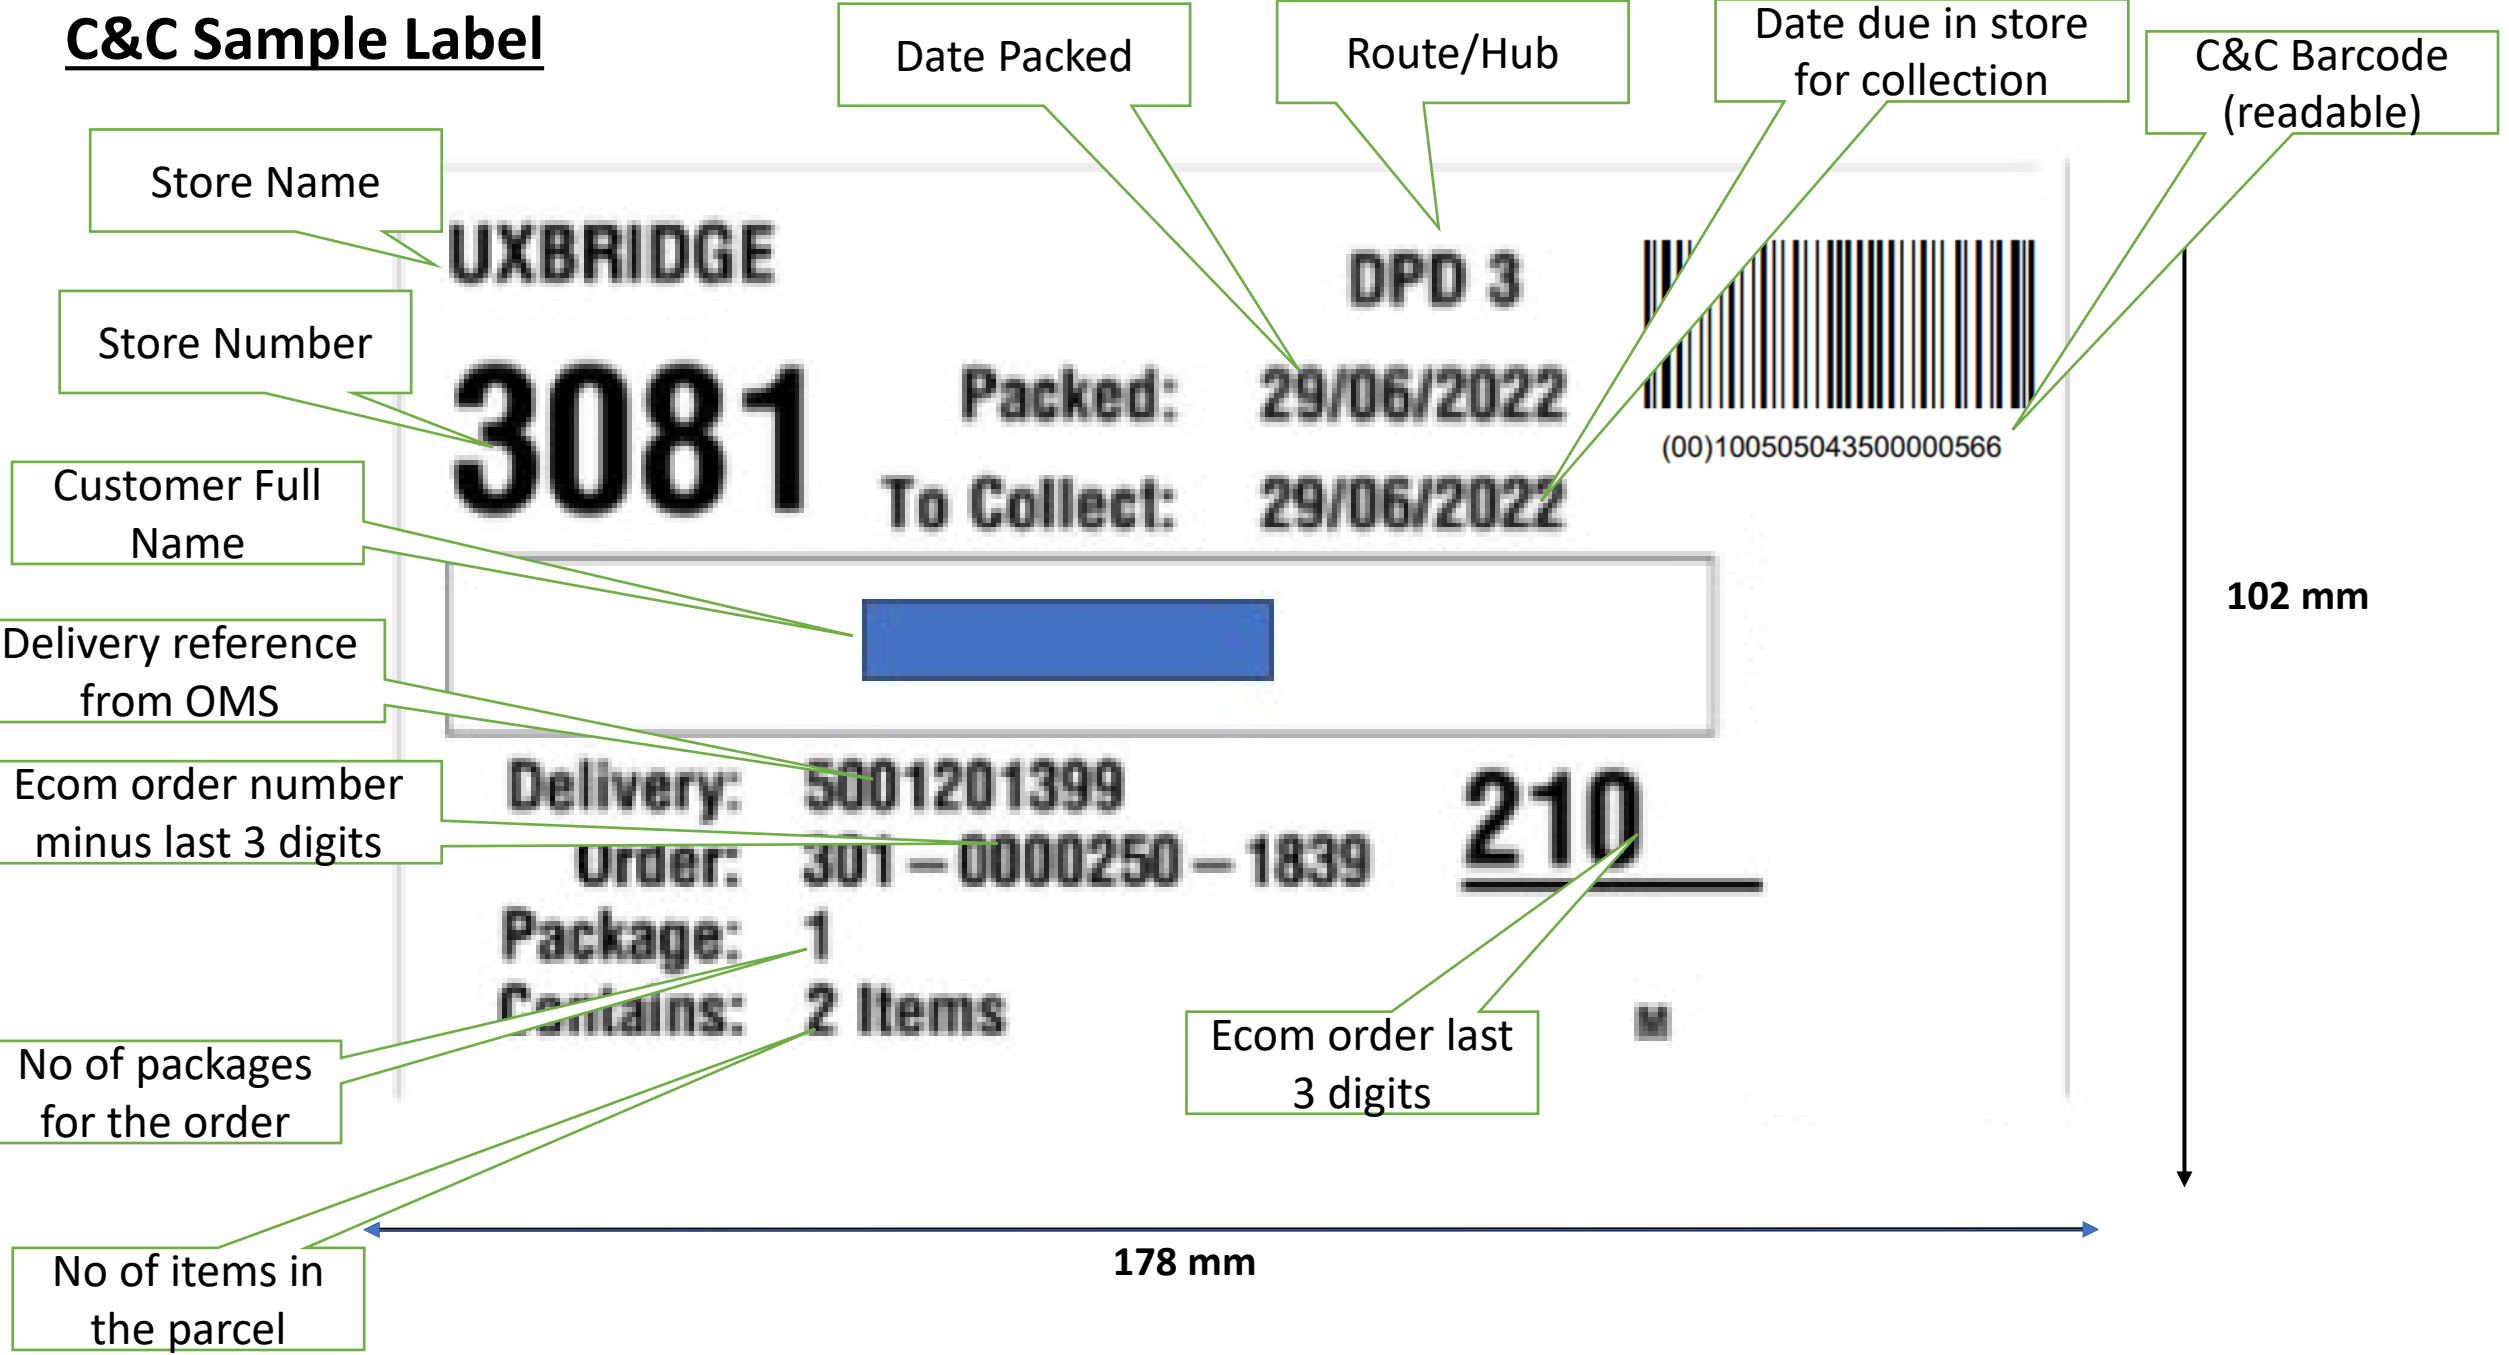 C&C Sample Label
Date Packed
Route/Hub
Date due in store
for collection
C&C Barcode
(readable)
Store Name
UXBRIDGE
DPD 3
Store Number
3081
Packed: 29/06/2022
(00)100505043500000566
To Collect: 29/06/2022
Customer Full
Name
102 mm
Delivery reference
from OMS
Delivery: 5001201399
210
Ecom order number
minus last 3 digits
Order: 301 – 0000250 – 1839
Package: 1
Contains: 2 Items
M
No of packages
for the order
Ecom order last
3 digits
No of items in
the parcel
178 mm